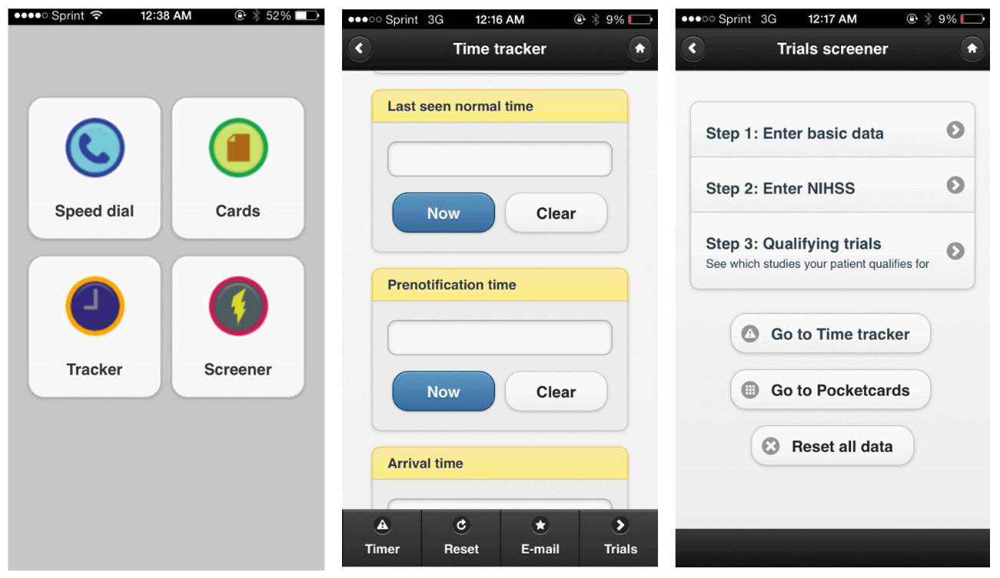 Sprint 12:38 AM 52%
Speed dial
Cards
Tracker
Screener
Sprint 3G 12:16 AM 9%
Time tracker
Last seen normal time
Now Clear
Prenotification time
Now Clear
Arrival time
Timer Reset E-mail Trials
Sprint 3G 12:17 AM 9%
Trials screener
Step 1: Enter basic data
Step 2: Enter NIHSS
Step 3: Qualifying trials
See which studies your patient qualifies for
Go to Time tracker
Go to Pocketcards
Reset all data